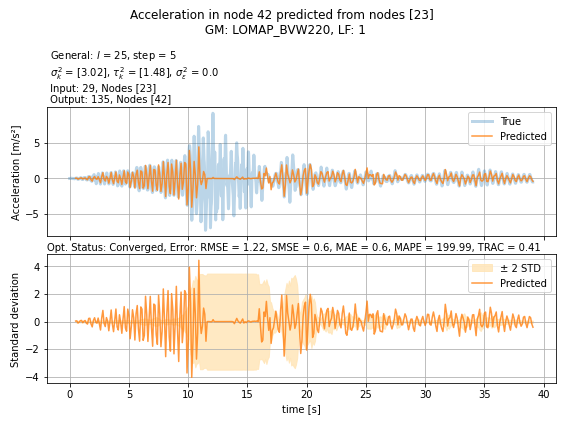 Acceleration in node 42 predicted from nodes [23]
GM: LOMAP_BVW220, LF: 1
General: l = 25, step = 5
σ²ₖ = [3.02], τ²ₖ = [1.48], σ²ε = 0.0
Input: 29, Nodes [23]
Output: 135, Nodes [42]
Acceleration [m/s²]
5
0
−5
True
Predicted
Opt. Status: Converged, Error: RMSE = 1.22, SMSE = 0.6, MAE = 0.6, MAPE = 199.99, TRAC = 0.41
Standard deviation
4
2
0
−2
−4
± 2 STD
Predicted
0 5 10 15 20 25 30 35 40
time [s]